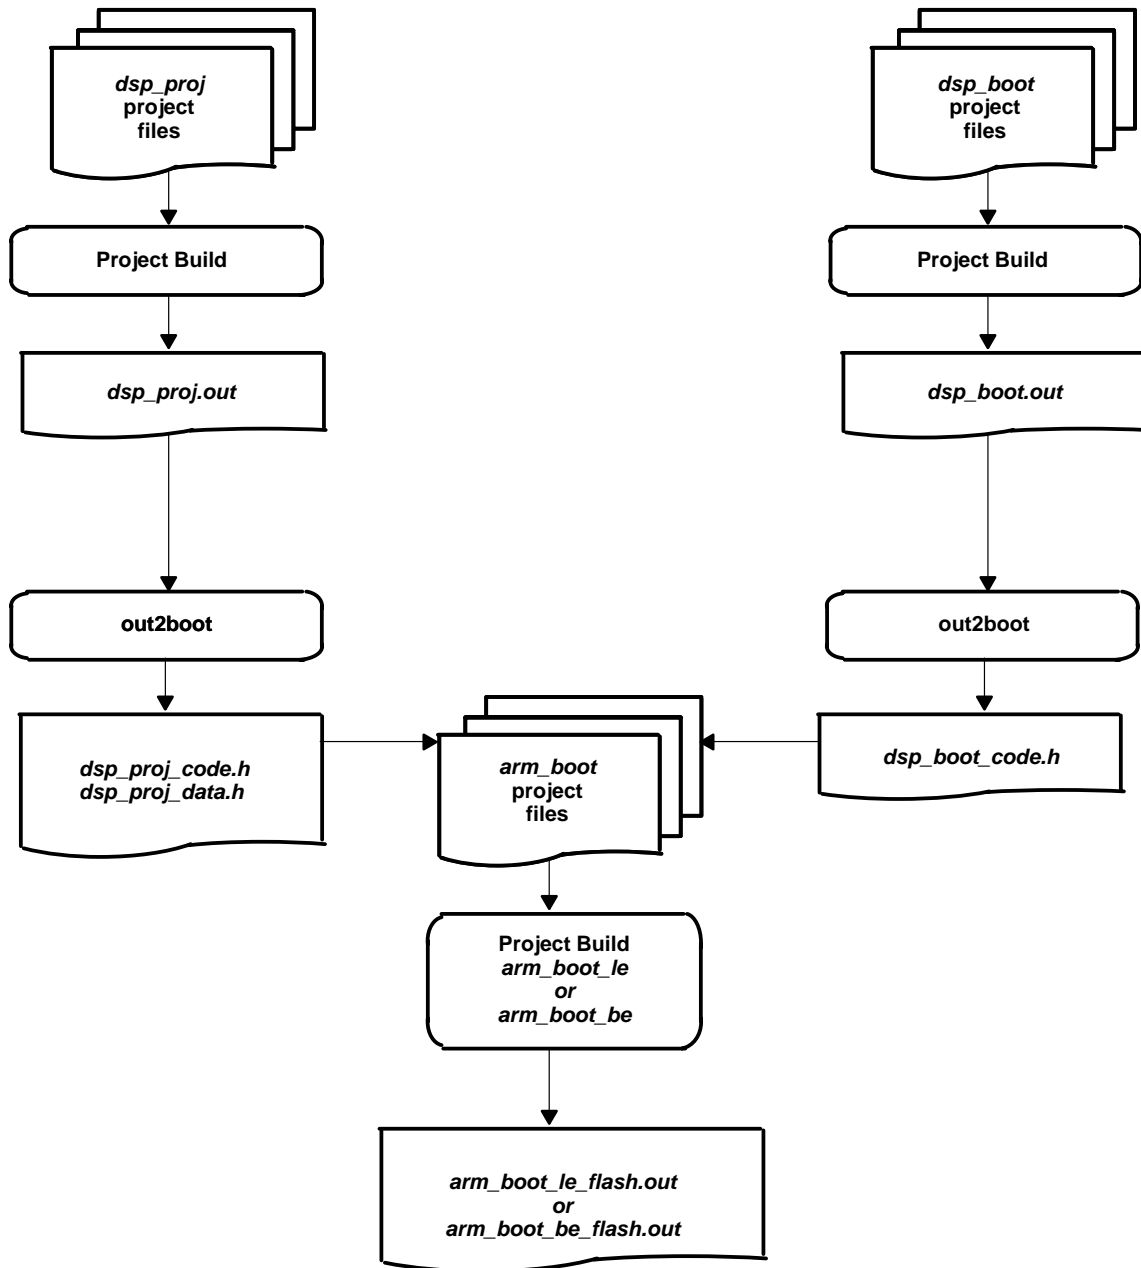 dsp_proj
project
files
dsp_boot
project
files
Project Build
Project Build
dsp_proj.out
dsp_boot.out
out2boot
out2boot
dsp_proj_code.h
dsp_proj_data.h
arm_boot
project
files
dsp_boot_code.h
Project Build
arm_boot_le
or
arm_boot_be
arm_boot_le_flash.out
or
arm_boot_be_flash.out